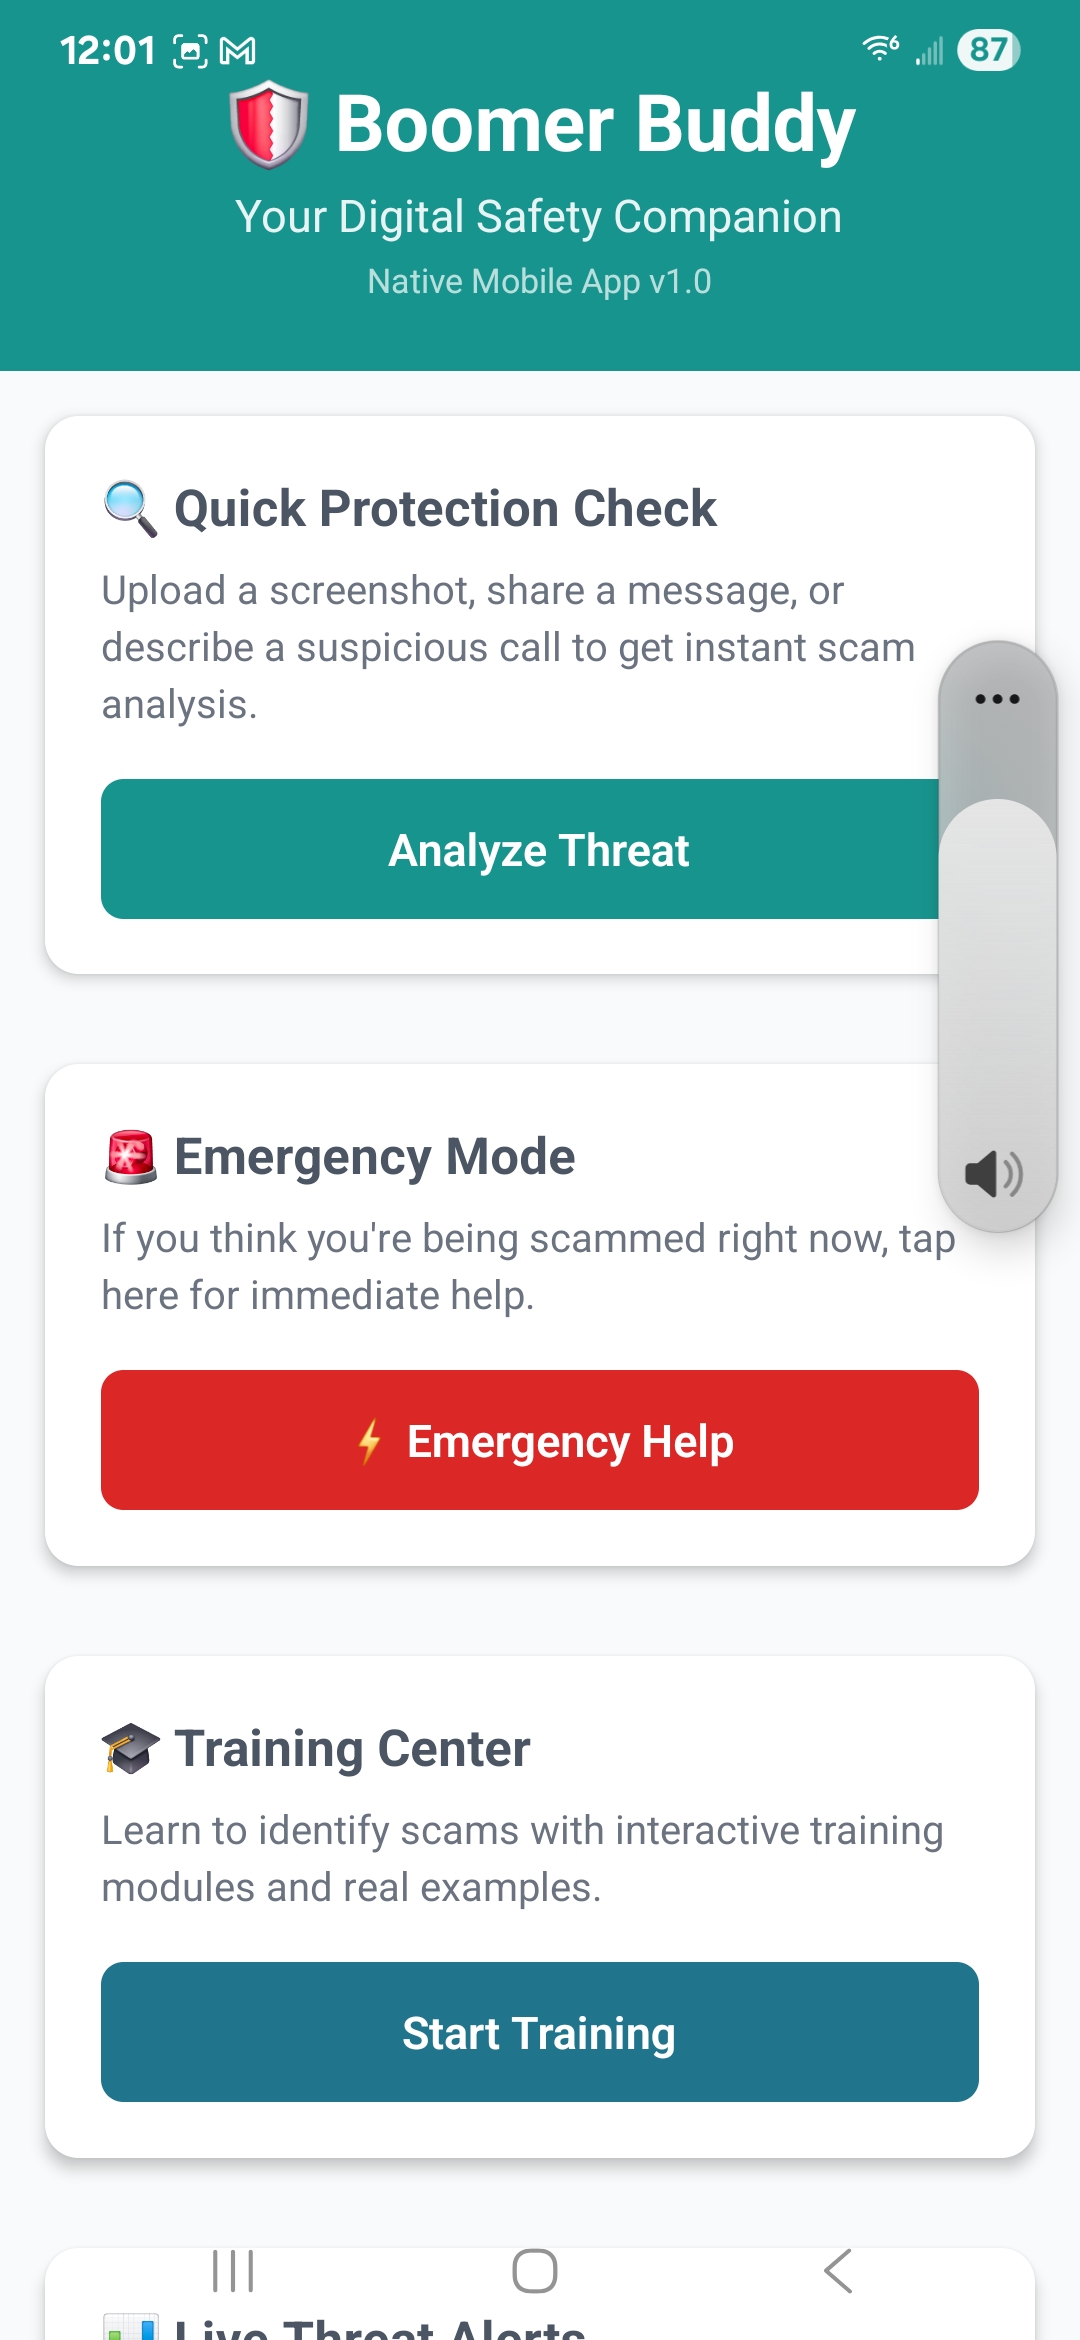 12:01
6
87
Boomer Buddy
Your Digital Safety Companion
Native Mobile App v1.0
Quick Protection Check
Upload a screenshot, share a message, or
describe a suspicious call to get instant scam
analysis.
Analyze Threat
Emergency Mode
If you think you're being scammed right now, tap
here for immediate help.
Emergency Help
Training Center
Learn to identify scams with interactive training
modules and real examples.
Start Training
Live Threat Alerts